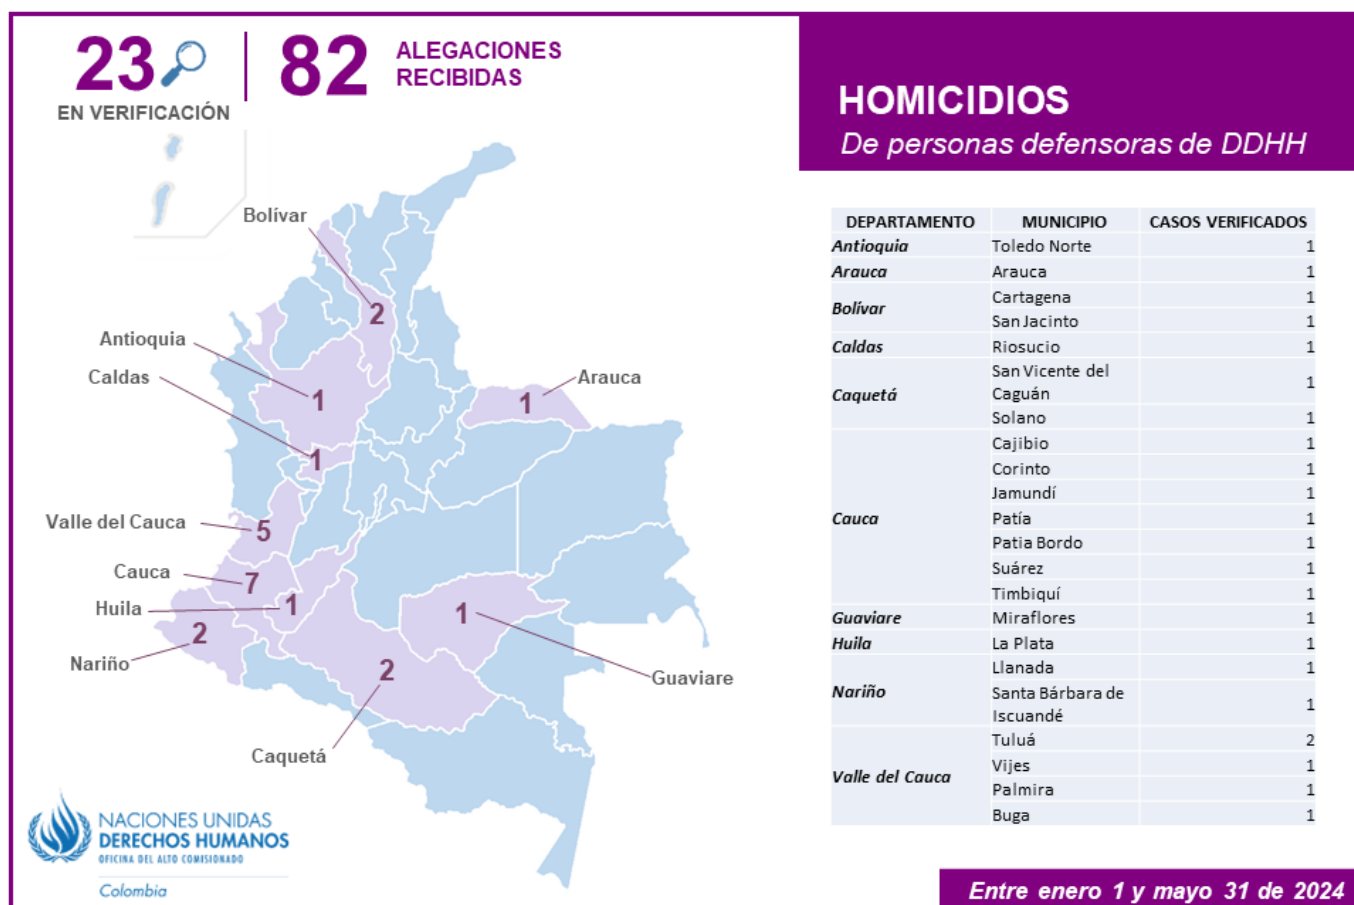 23
EN VERIFICACIÓN
82
ALEGACIONES
RECIBIDAS
HOMICIDIOS
De personas defensoras de DDHH
Bolívar
2
Antioquia
1
Caldas
1
Arauca
1
Valle del Cauca
5
Cauca
7
Huila
1
Nariño
2
Caquetá
2
Guaviare
1
DEPARTAMENTO MUNICIPIO CASOS VERIFICADOS
Antioquia Toledo Norte 1
Arauca Arauca 1
Bolívar Cartagena 1
San Jacinto 1
Caldas Riosucio 1
Caquetá San Vicente del
Caguán 1
Solano 1
Cauca Cajibio 1
Corinto 1
Jamundí 1
Patía 1
Patia Bordo 1
Suárez 1
Timbiquí 1
Guaviare Miraflores 1
Huila La Plata 1
Nariño Llanada 1
Santa Bárbara de
Iscuandé 1
Valle del Cauca Tuluá 2
Vijes 1
Palmira 1
Buga 1
NACIONES UNIDAS
DERECHOS HUMANOS
OFICINA DEL ALTO COMISIONADO
Colombia
Entre enero 1 y mayo 31 de 2024